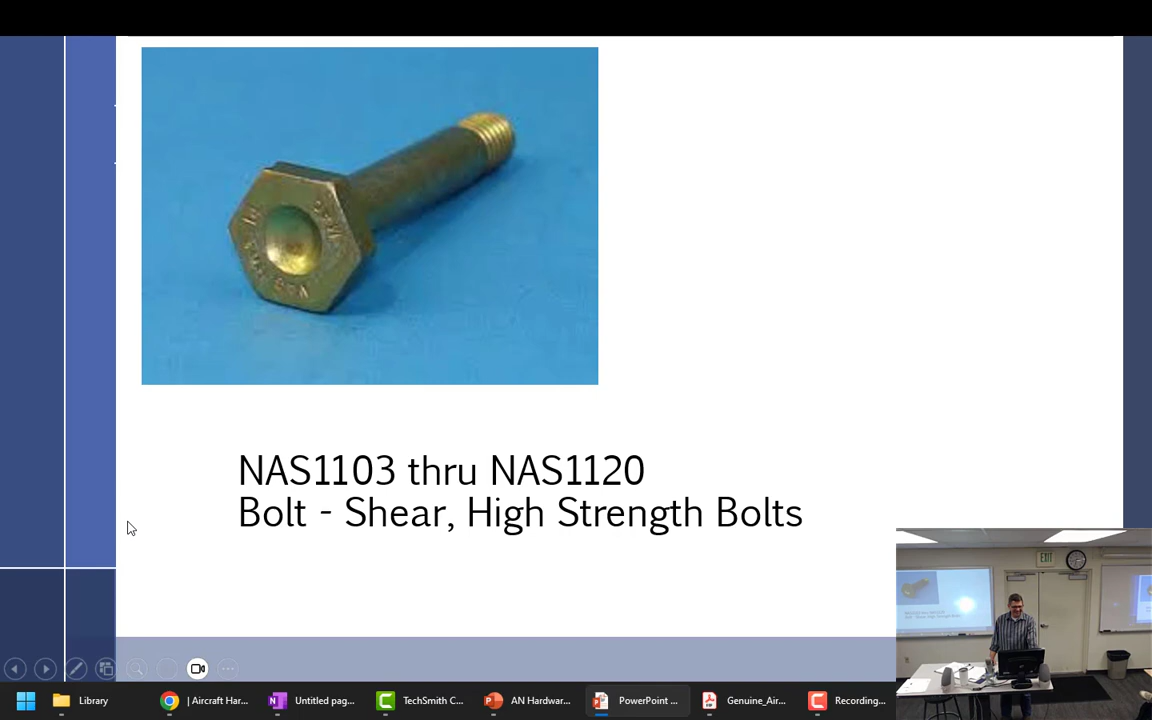 NAS1103 thru NAS1120
Bolt - Shear, High Strength Bolts
EXIT
Library
| Aircraft Har...
Untitled pag...
TechSmith C...
AN Hardwar...
PowerPoint ...
Genuine_Air...
Recording...